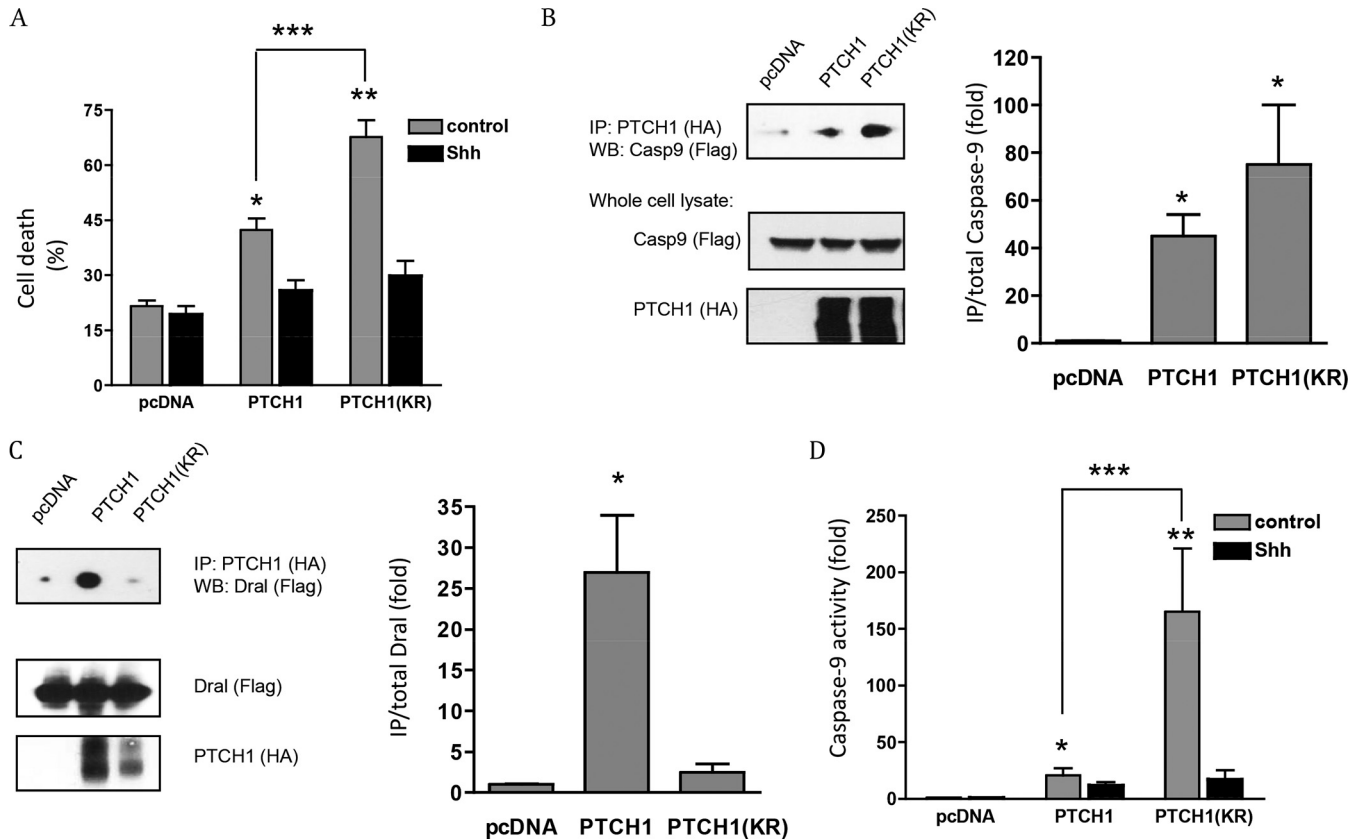 A
***
**
*
75
60
45
30
15
0
Cell death
(%)
control
Shh
pcDNA
PTCH1
PTCH1(KR)
B
pcDNA
PTCH1
PTCH1(KR)
IP: PTCH1 (HA)
WB: Casp9 (Flag)
Whole cell lysate:
Casp9 (Flag)
PTCH1 (HA)
IP/total Caspase-9 (fold)
120
100
80
60
40
20
0
*
*
pcDNA
PTCH1
PTCH1(KR)
C
pcDNA
PTCH1
PTCH1(KR)
IP: PTCH1 (HA)
WB: Dral (Flag)
Dral (Flag)
PTCH1 (HA)
IP/total Dral (fold)
35
30
25
20
15
10
5
0
*
pcDNA
PTCH1
PTCH1(KR)
D
***
**
*
Caspase-9 activity (fold)
250
200
150
100
50
0
control
Shh
pcDNA
PTCH1
PTCH1(KR)